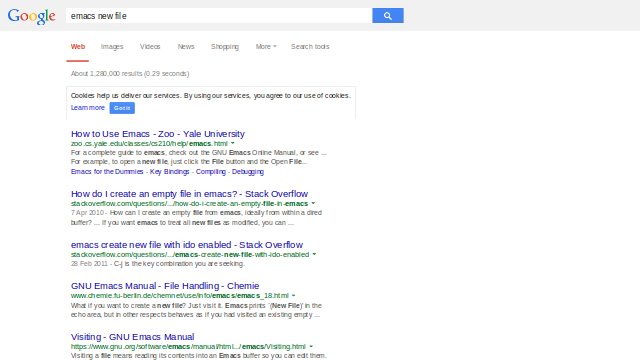 Google emacs new file
Web Images Videos News Shopping More Search tools
About 1,280,000 results (0.29 seconds)
Cookies help us deliver our services. By using our services, you agree to our use of cookies.
Learn more Got it
How to Use Emacs - Zoo - Yale University
zoo.cs.yale.edu/classes/cs210/help/emacs.html
For a complete guide to emacs, check out the GNU Emacs Online Manual, or see ...
For example, to open a new file, just click the File button and the Open File...
Emacs for the Dummies - Key Bindings - Compiling - Debugging
How do I create an empty file in emacs? - Stack Overflow
stackoverflow.com/questions/.../how-do-i-create-an-empty-file-in-emacs
7 Apr 2010 - How can I create an empty file from emacs, ideally from within a dired
buffer? ... If you want emacs to treat all new files as modified, you can ...
emacs create new file with ido enabled - Stack Overflow
stackoverflow.com/questions/.../emacs-create-new-file-with-ido-enabled
28 Feb 2011 - C-j is the key combination you are seeking.
GNU Emacs Manual - File Handling - Chemie
www.chemie.fu-berlin.de/chemnet/use/info/emacs/emacs_18.html
What if you want to create a new file? Just visit it. Emacs prints `(New File)' in the
echo area, but in other respects behaves as if you had visited an existing empty ...
Visiting - GNU Emacs Manual
https://www.gnu.org/software/emacs/manual/html.../emacs/Visiting.html
Visiting a file means reading its contents into an Emacs buffer so you can edit them.